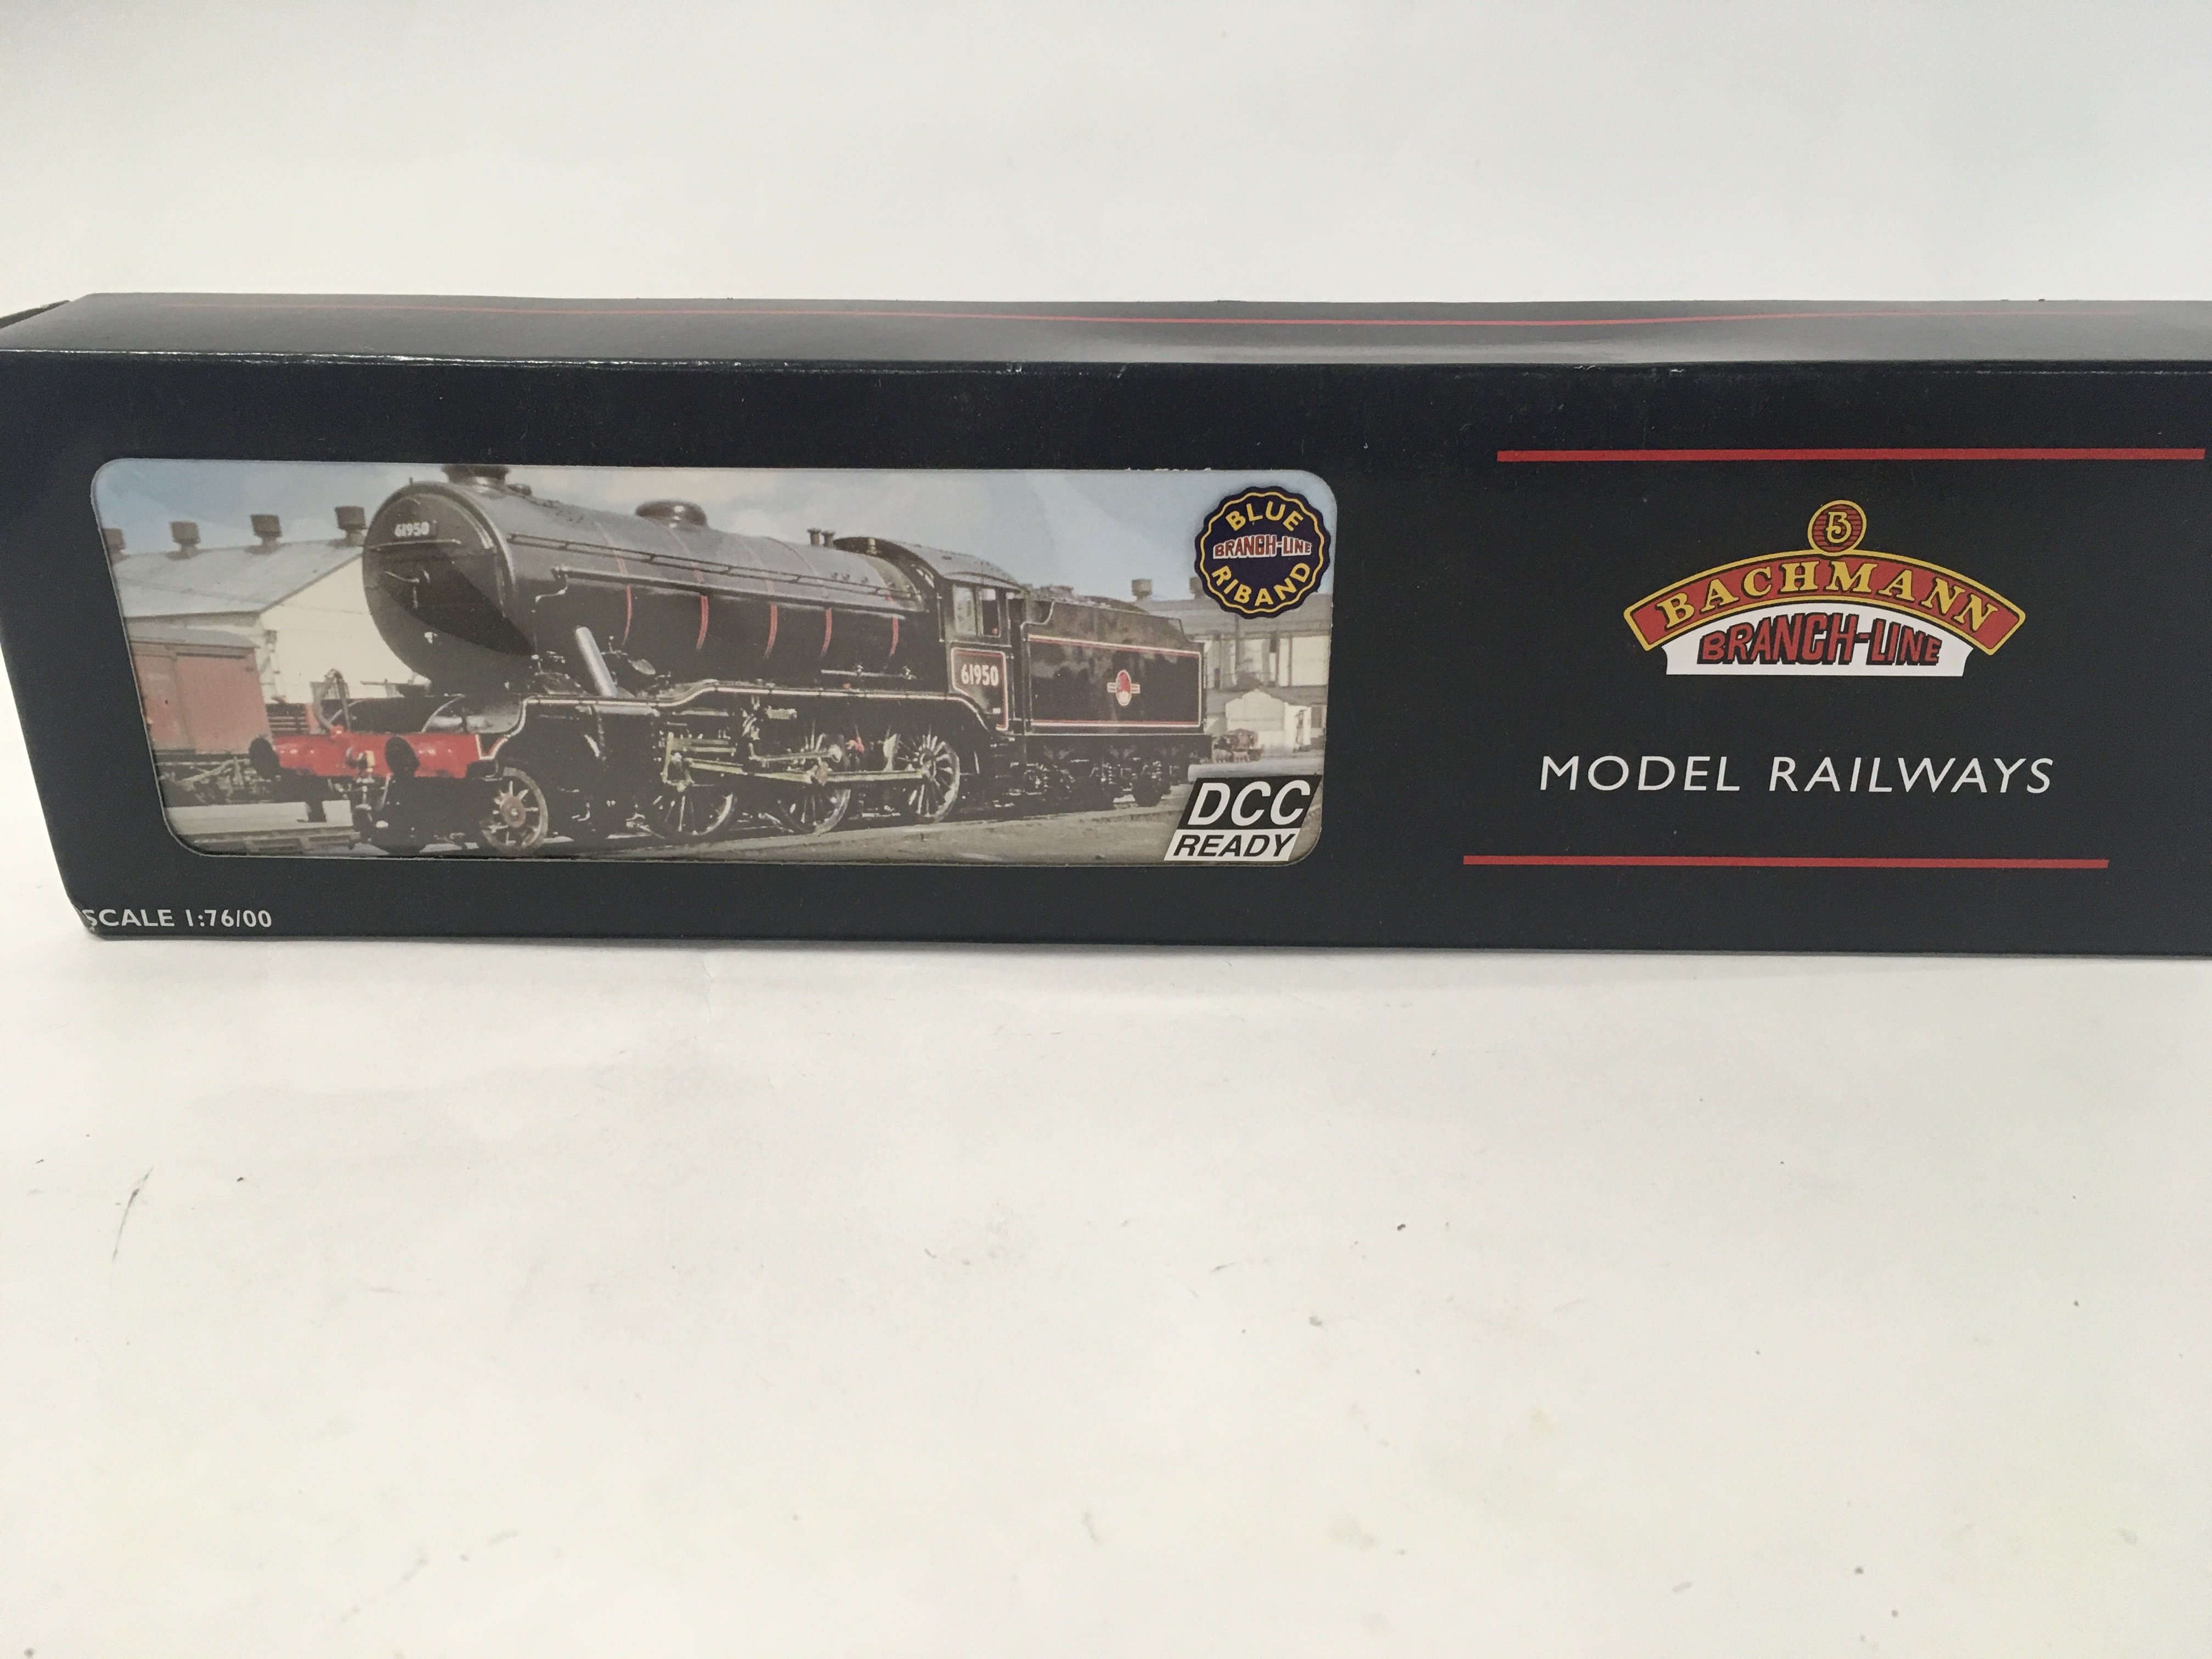 61950
61950
BLUE
BRANCH-LINE
RIBAND
DCC
READY
SCALE 1:76/00
B
BACHMANN
BRANCH-LINE
MODEL RAILWAYS